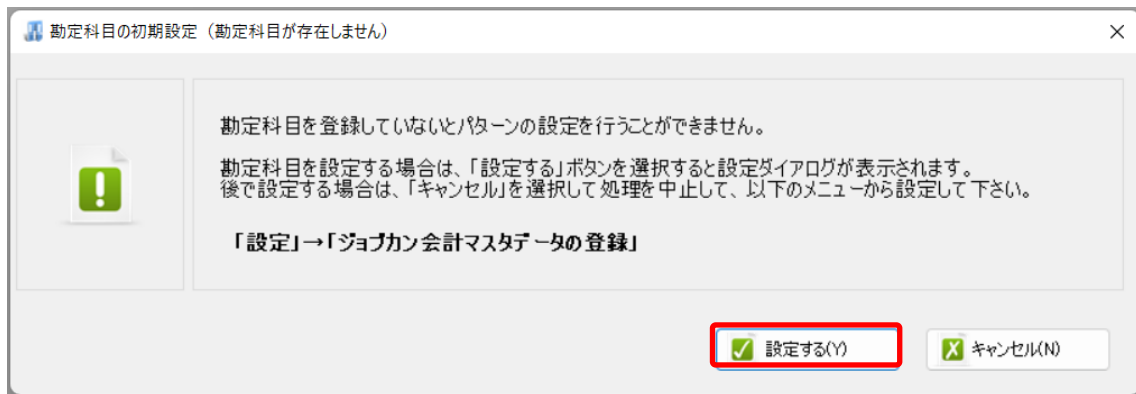 勘定科目の初期設定（勘定科目が存在しません）
勘定科目を登録していないとパターンの設定を行うことができません。
勘定科目を設定する場合は、「設定する」ボタンを選択すると設定ダイアログが表示されます。
後で設定する場合は、「キャンセル」を選択して処理を中止して、以下のメニューから設定して下さい。
「設定」→「ジョブカン会計マスタデータの登録」
設定する(Y)
キャンセル(N)